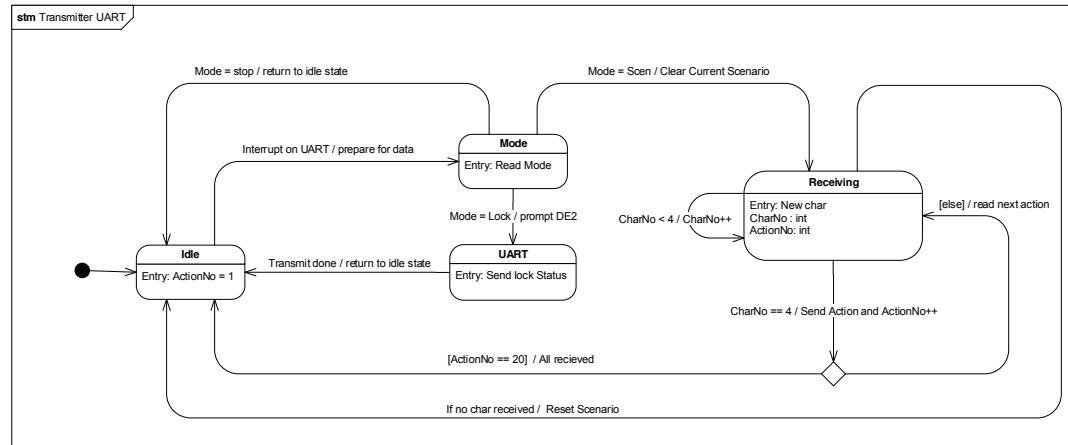 stm Transmitter UART
Mode = stop / return to idle state
Mode = Scen / Clear Current Scenario
Interrupt on UART / prepare for data
Mode
Entry: Read Mode
Receiving
Entry: New char
CharNo : int
ActionNo: int
CharNo < 4 / CharNo++
[else] / read next action
Mode = Lock / prompt DE2
Idle
Entry: ActionNo = 1
Transmit done / return to idle state
UART
Entry: Send lock Status
CharNo == 4 / Send Action and ActionNo++
[ActionNo == 20] / All recieved
If no char received / Reset Scenario